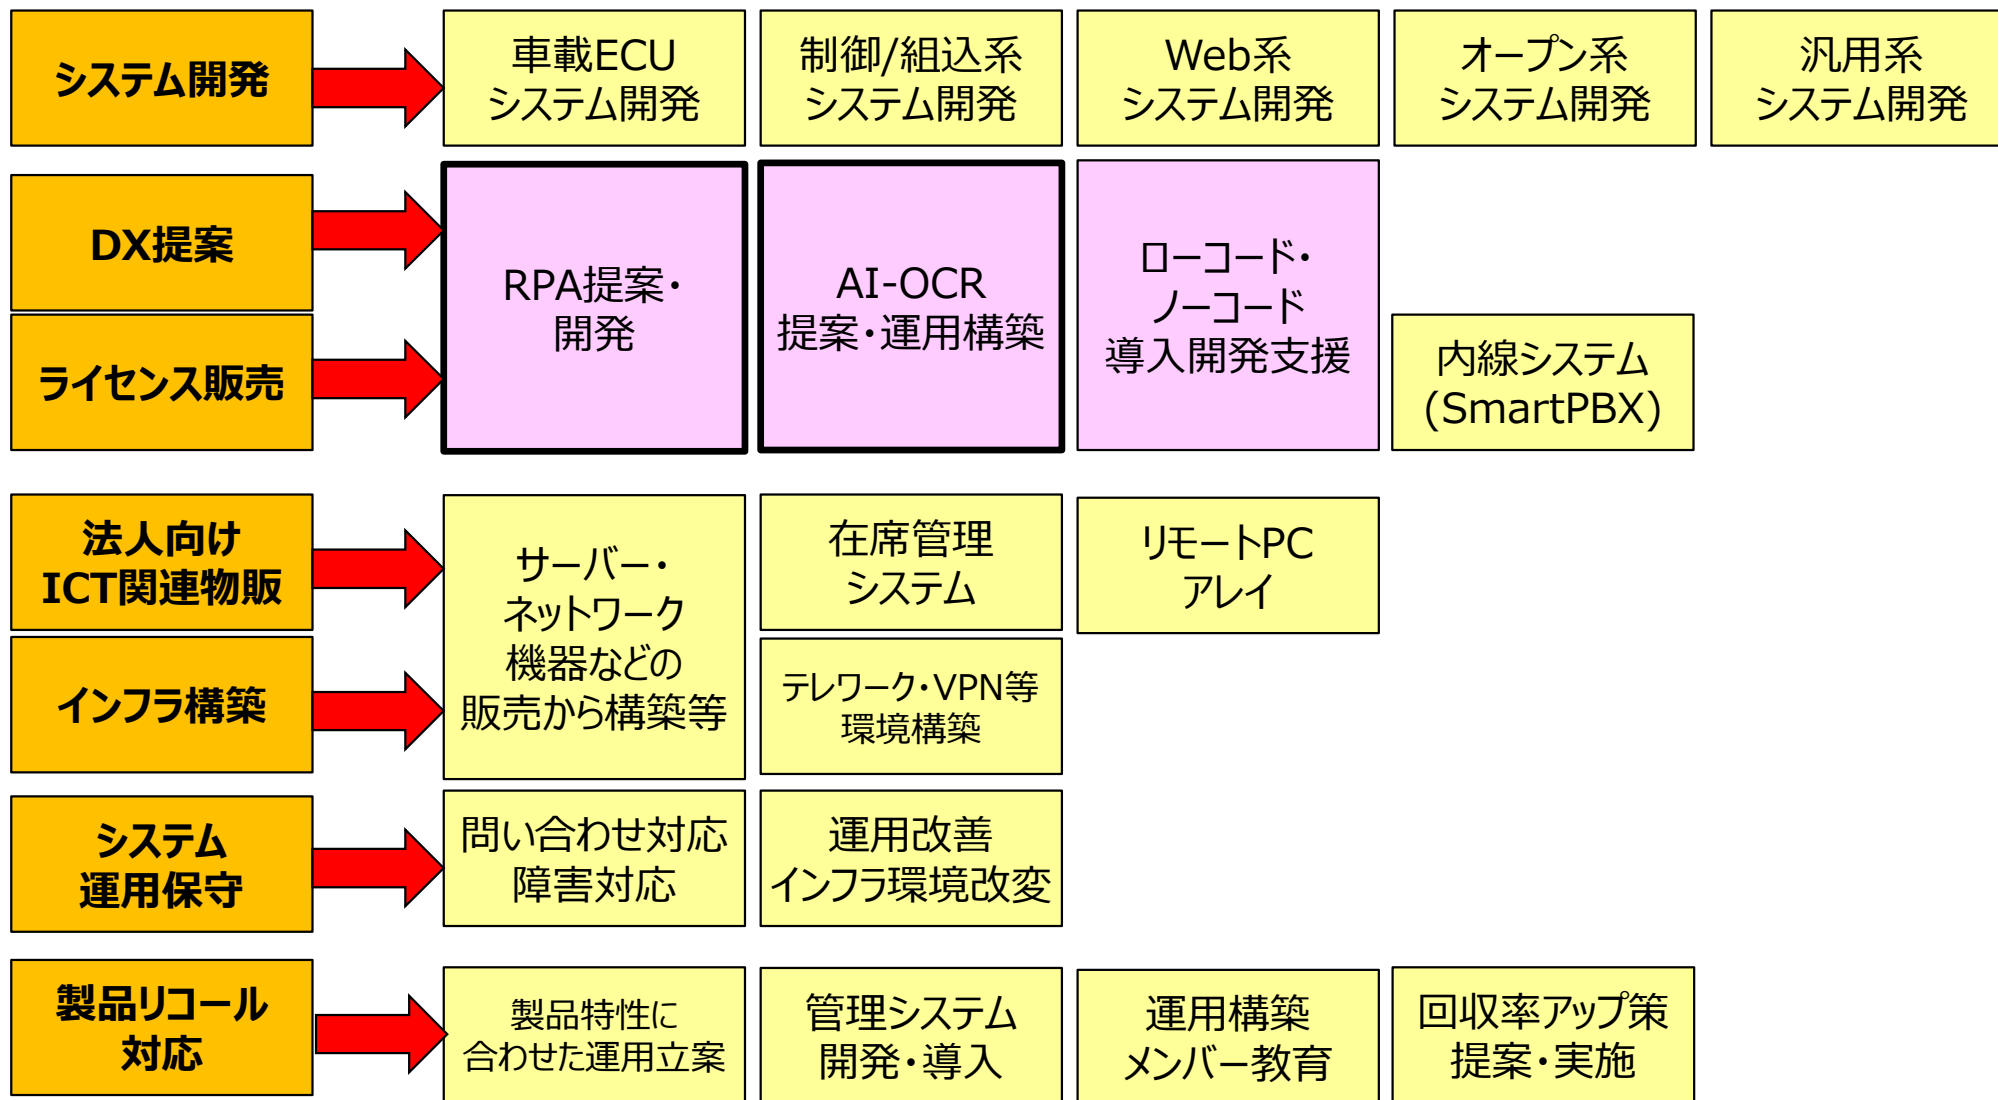 システム開発
車載ECU
システム開発
制御/組込系
システム開発
Web系
システム開発
オープン系
システム開発
汎用系
システム開発
DX提案
ライセンス販売
RPA提案・
開発
AI-OCR
提案・運用構築
ローコード・
ノーコード
導入開発支援
内線システム
(SmartPBX)
法人向け
ICT関連物販
インフラ構築
サーバー・
ネットワーク
機器などの
販売から構築等
在席管理
システム
リモートPC
アレイ
テレワーク・VPN等
環境構築
システム
運用保守
問い合わせ対応
障害対応
運用改善
インフラ環境改変
製品リコール
対応
製品特性に
合わせた運用立案
管理システム
開発・導入
運用構築
メンバー教育
回収率アップ策
提案・実施